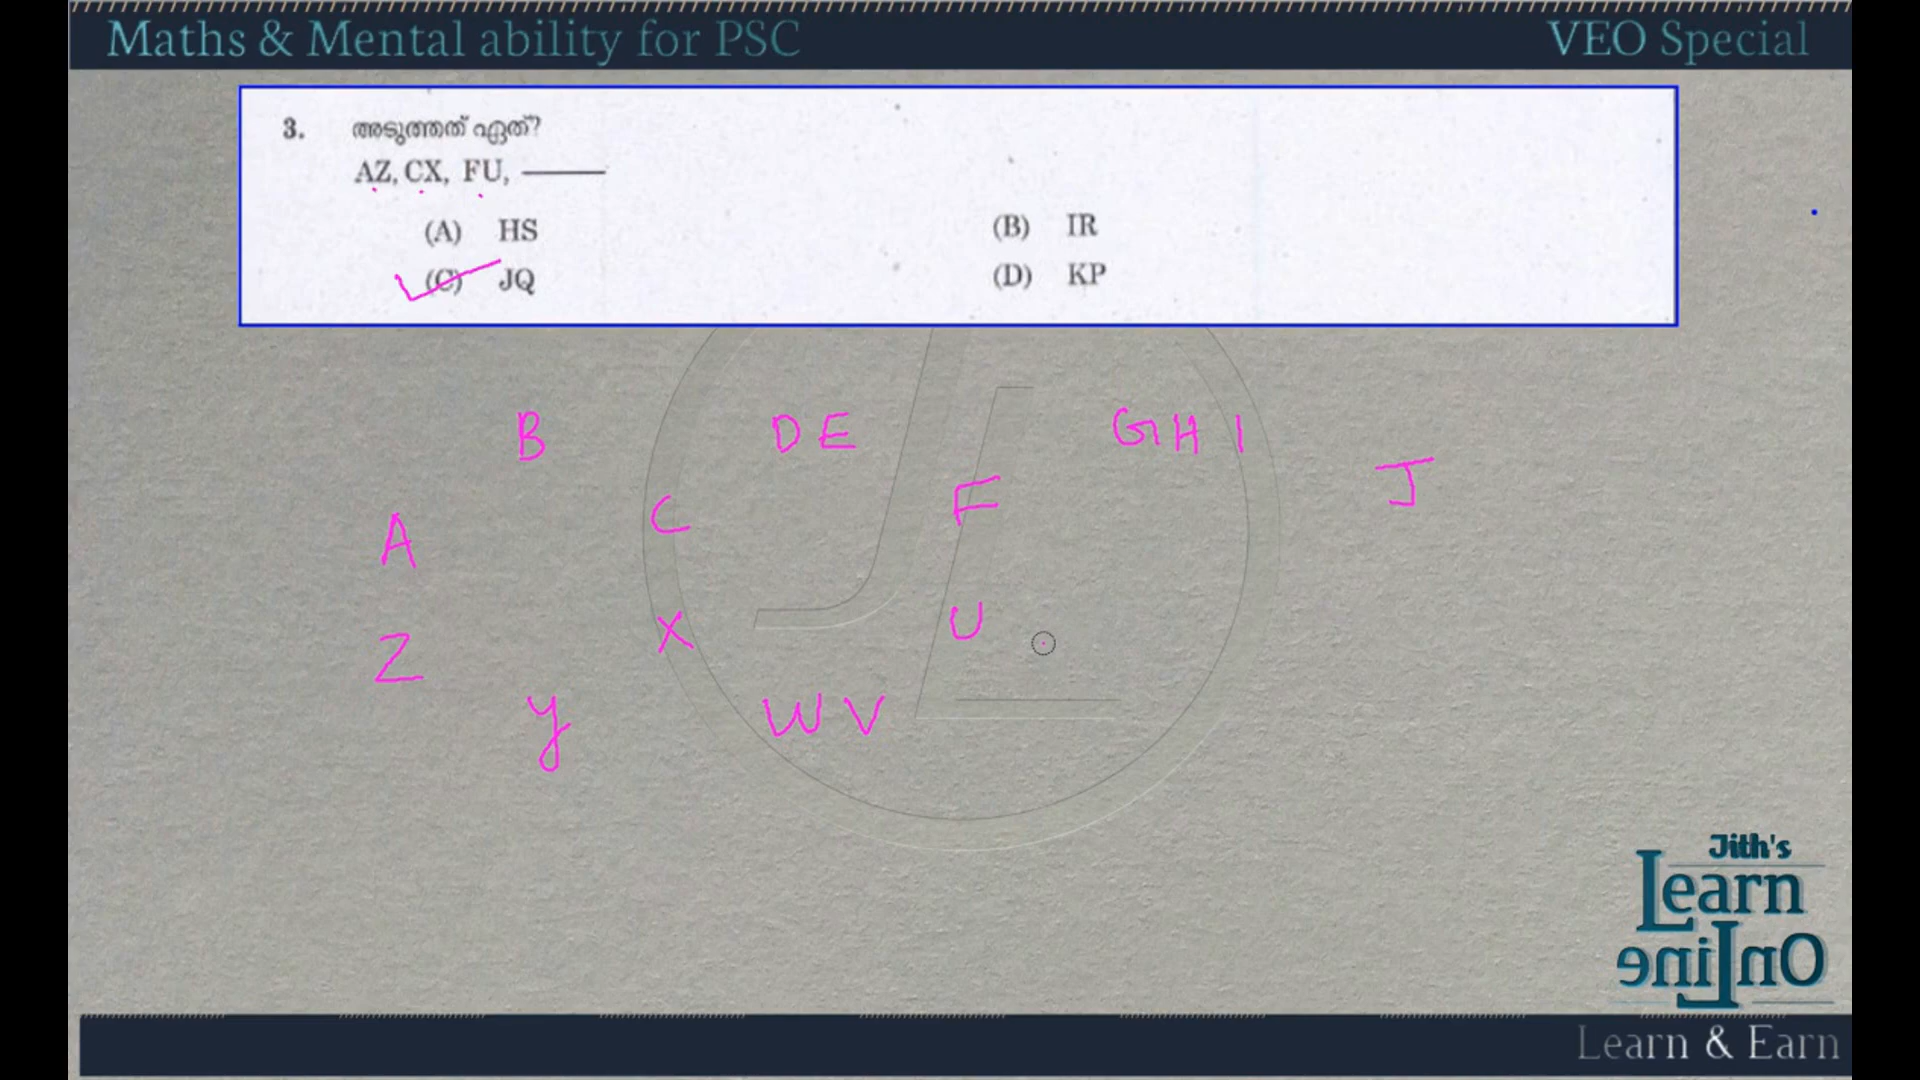 Maths & Mental ability for PSC
VEO Special
3. അടുത്തത് ഏത്?
AZ, CX, FU, ———
(A) HS
(B) IR
(C) JQ
(D) KP
B D E G H I
A C F J
Z X U
y W V
Jith's
Learn
OnLine
Learn & Earn